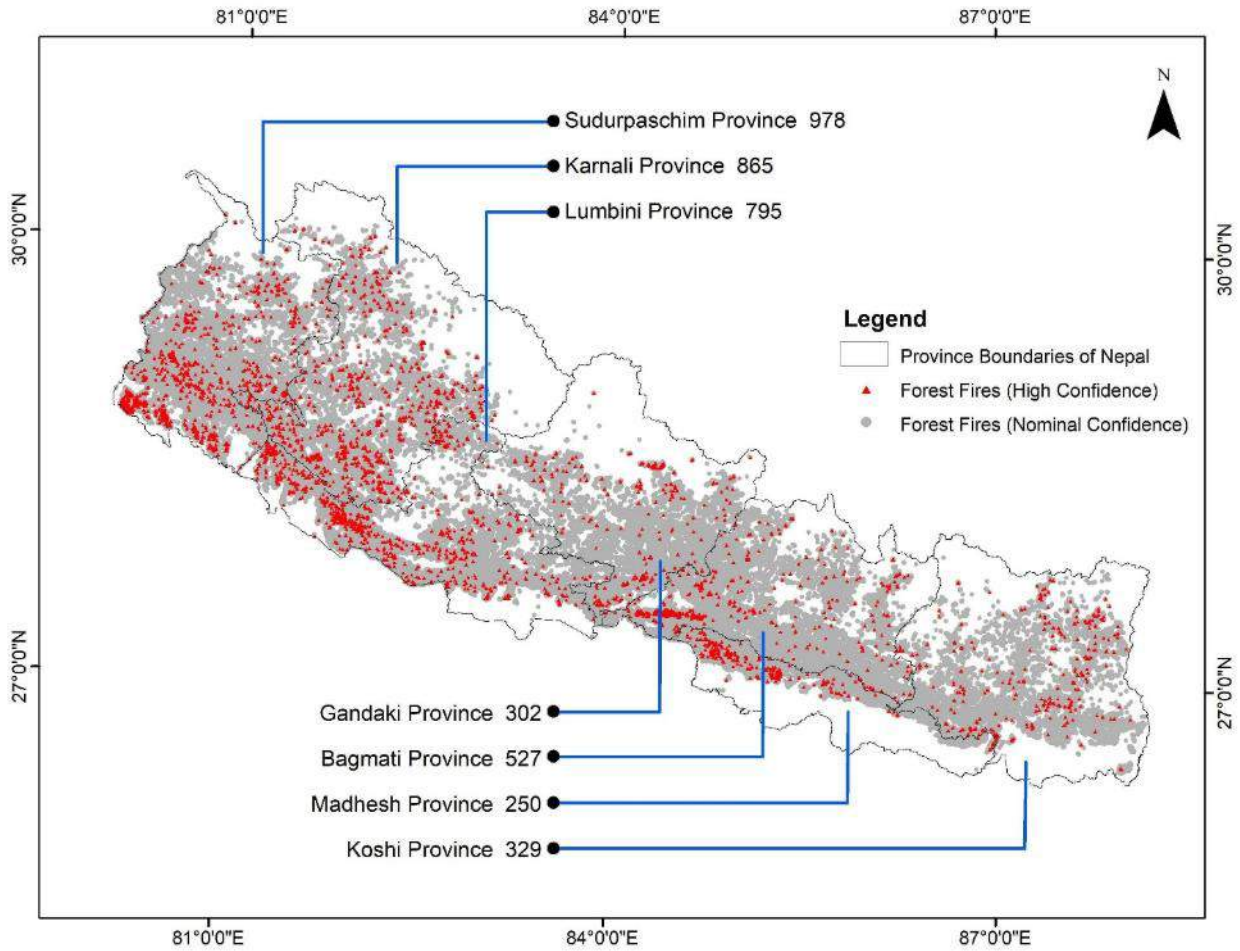 81°0'0"E
84°0'0"E
87°0'0"E
N
Sudurpaschim Province 978
Karnali Province 865
Lumbini Province 795
30°0'0"N
30°0'0"N
Legend
Province Boundaries of Nepal
Forest Fires (High Confidence)
Forest Fires (Nominal Confidence)
27°0'0"N
27°0'0"N
Gandaki Province 302
Bagmati Province 527
Madhesh Province 250
Koshi Province 329
81°0'0"E
84°0'0"E
87°0'0"E